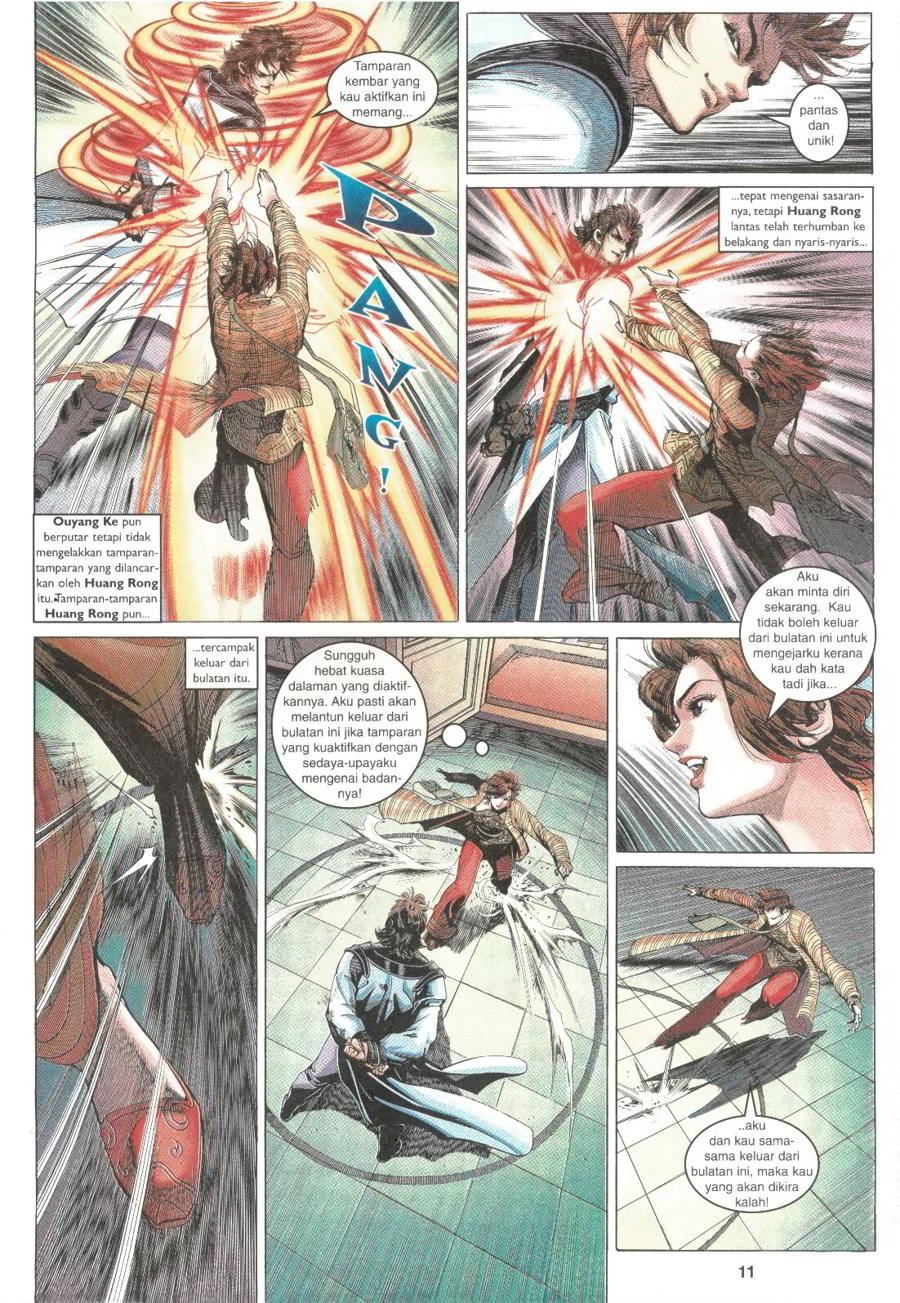 Tamparan
kembar yang
kau aktifkan ini
memang...
PANG!
Ouyang Ke pun
berputar tetapi tidak
mengelakkan tamparan-
tamparan yang dilancar-
kan oleh Huang Rong
itu. Tamparan-tamparan
Huang Rong pun...
...
pantas
dan
unik!
...tepat mengenai sasaran-
nya, tetapi Huang Rong
lantas telah terhumban ke
belakang dan nyaris-nyaris...
...tercampak
keluar dari
bulatan itu.
Sungguh
hebat kuasa
dalaman yang diaktif-
kannya. Aku pasti akan
melantun keluar dari
bulatan ini jika tamparan
yang kuaktifkan dengan
sedaya-upayaku
mengenai badan-
nya!
Aku
akan minta diri
sekarang. Kau
tidak boleh keluar
dari bulatan ini untuk
mengejarku kerana
kau dah kata
tadi jika...
..aku
dan kau sama-
sama keluar dari
bulatan ini, maka kau
yang akan dikira
kalah!
11